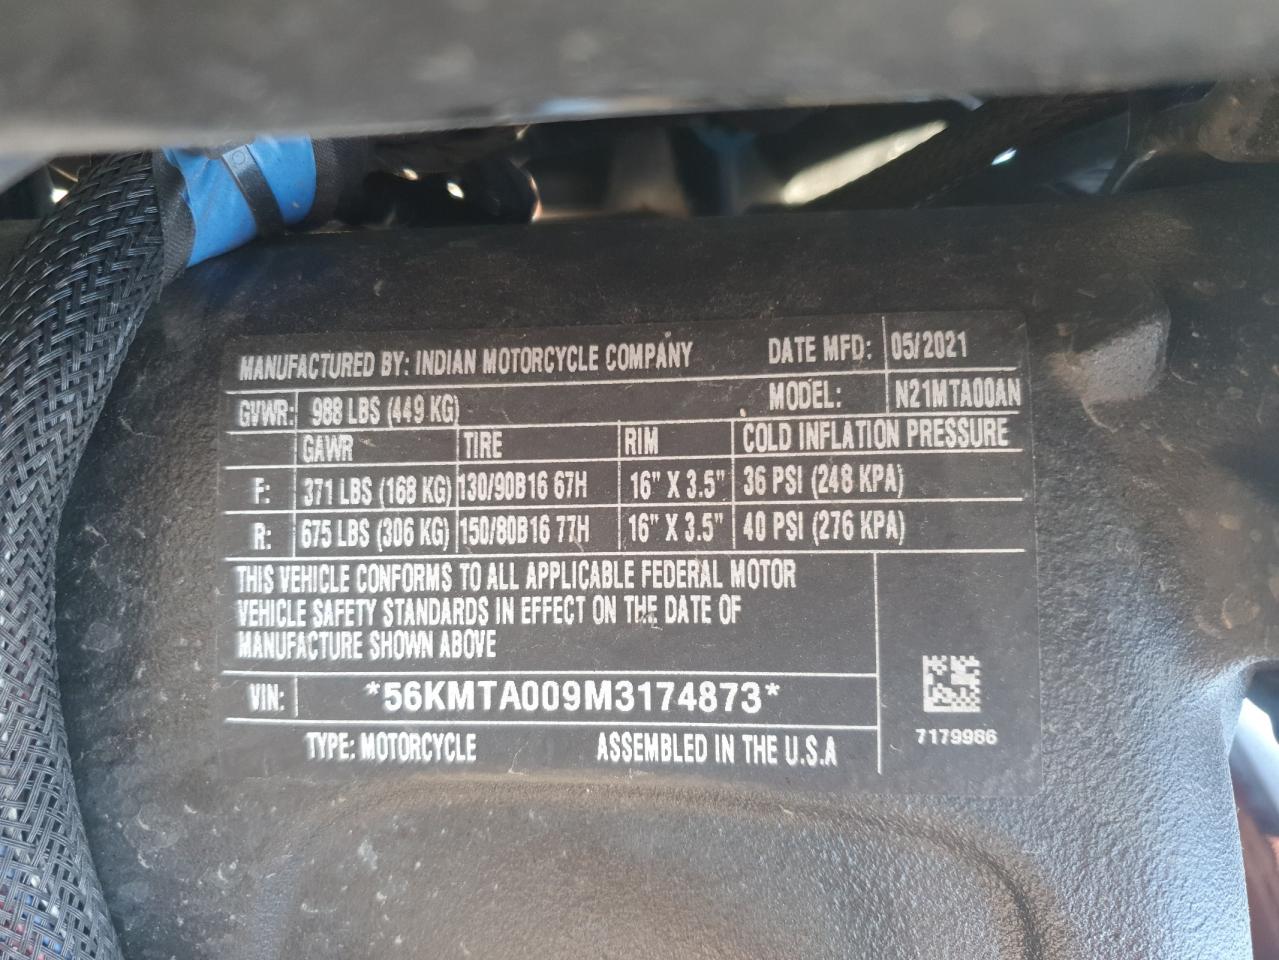 MANUFACTURED BY: INDIAN MOTORCYCLE COMPANY DATE MFD: 05/2021
GVWR: 988 LBS (449 KG) MODEL: N21MTA00AN
GAWR TIRE RIM COLD INFLATION PRESSURE
F: 371 LBS (168 KG) 130/90B16 67H 16" X 3.5" 36 PSI (248 KPA)
R: 675 LBS (306 KG) 150/80B16 77H 16" X 3.5" 40 PSI (276 KPA)
THIS VEHICLE CONFORMS TO ALL APPLICABLE FEDERAL MOTOR
VEHICLE SAFETY STANDARDS IN EFFECT ON THE DATE OF
MANUFACTURE SHOWN ABOVE
VIN: *56KMTA009M3174873*
7179986
TYPE: MOTORCYCLE ASSEMBLED IN THE U.S.A